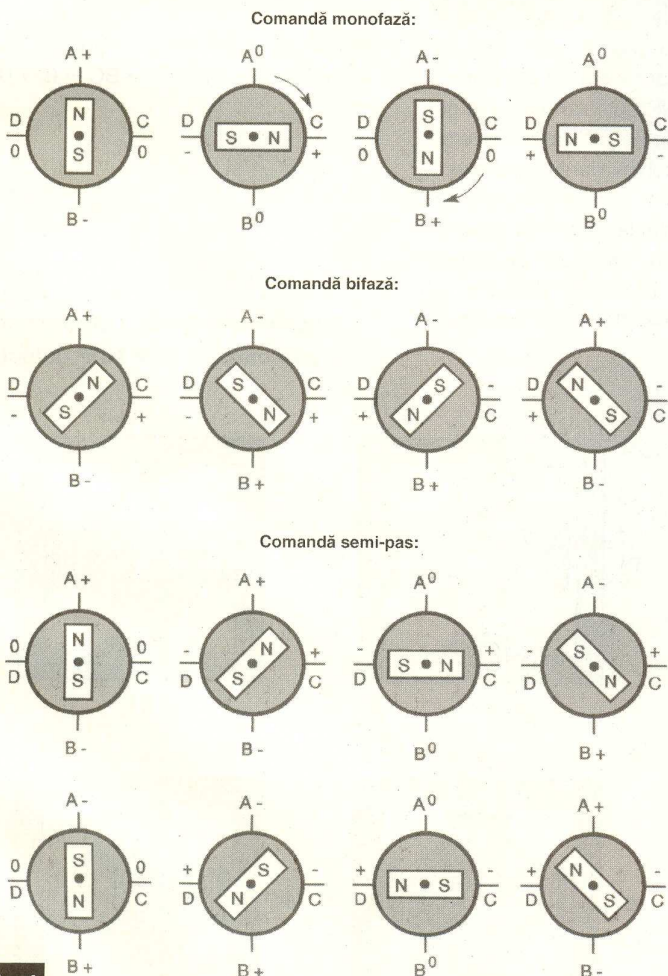 Comandă monofază:
A + A⁰ A - A⁰
D N C D C D S C D C
S N N S
0 S 0 - + 0 N 0 + -
B - B⁰ B + B⁰
Comandă bifază:
A + A - A - A +
D N C D S C D S - D N -
- S + - N + + N C + S C
B - B + B + B -
Comandă semi-pas:
A + A + A⁰ A -
0 N 0 - N + - + - S +
S N
D S C D S C D C D N C
B - B - B⁰ B +
A - A - A⁰ A +
0 S 0 + S - + - + N -
N S
D N C D N C D C D S C
B + B + B⁰ B -